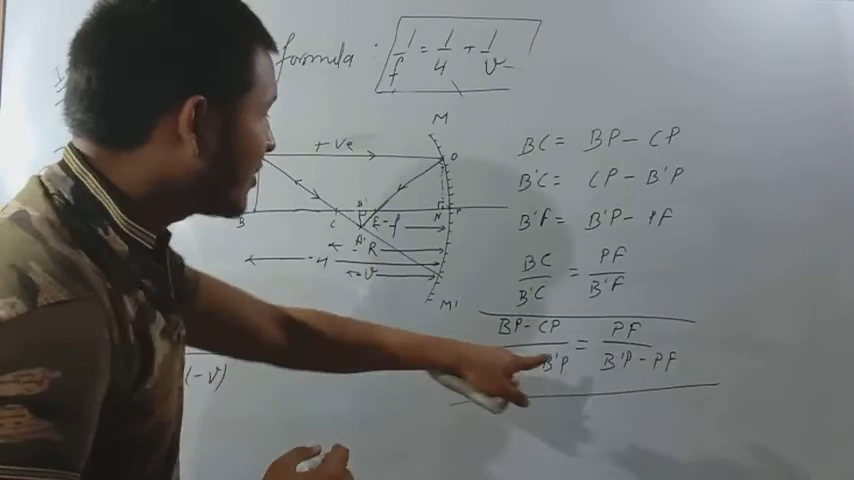 formula : 1/f = 1/u + 1/v
M
+ve
O
B C B' F N P
A'
f
R
-u
v
M'
BC = BP - CP
B'C = CP - B'P
B'F = B'P - PF
BC/B'C = PF/B'F
BP - CP / B'P = PF / B'P - PF
(-v)